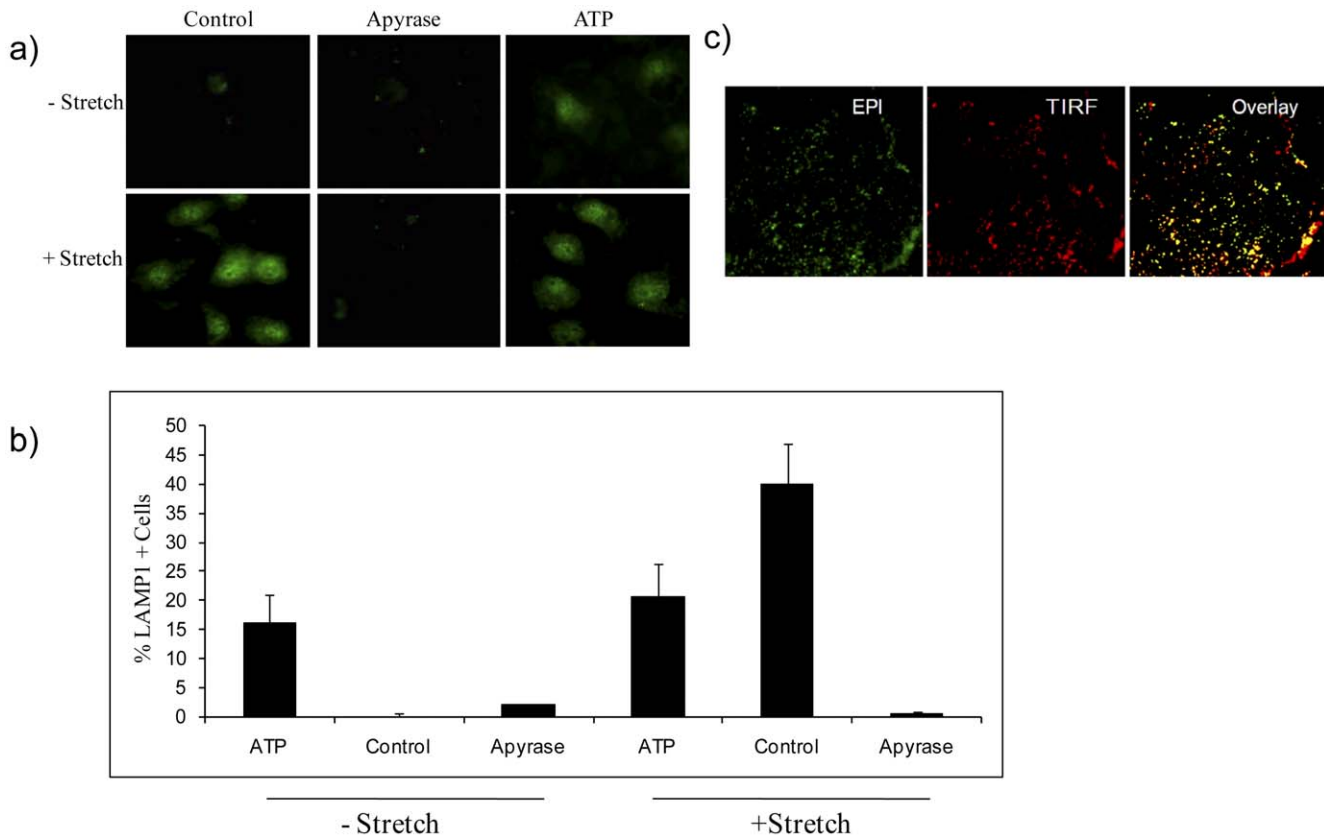 a)
Control Apyrase ATP
- Stretch
+ Stretch
c)
EPI TIRF Overlay
b)
% LAMP1 + Cells
50
45
40
35
30
25
20
15
10
5
0
ATP Control Apyrase ATP Control Apyrase
- Stretch +Stretch